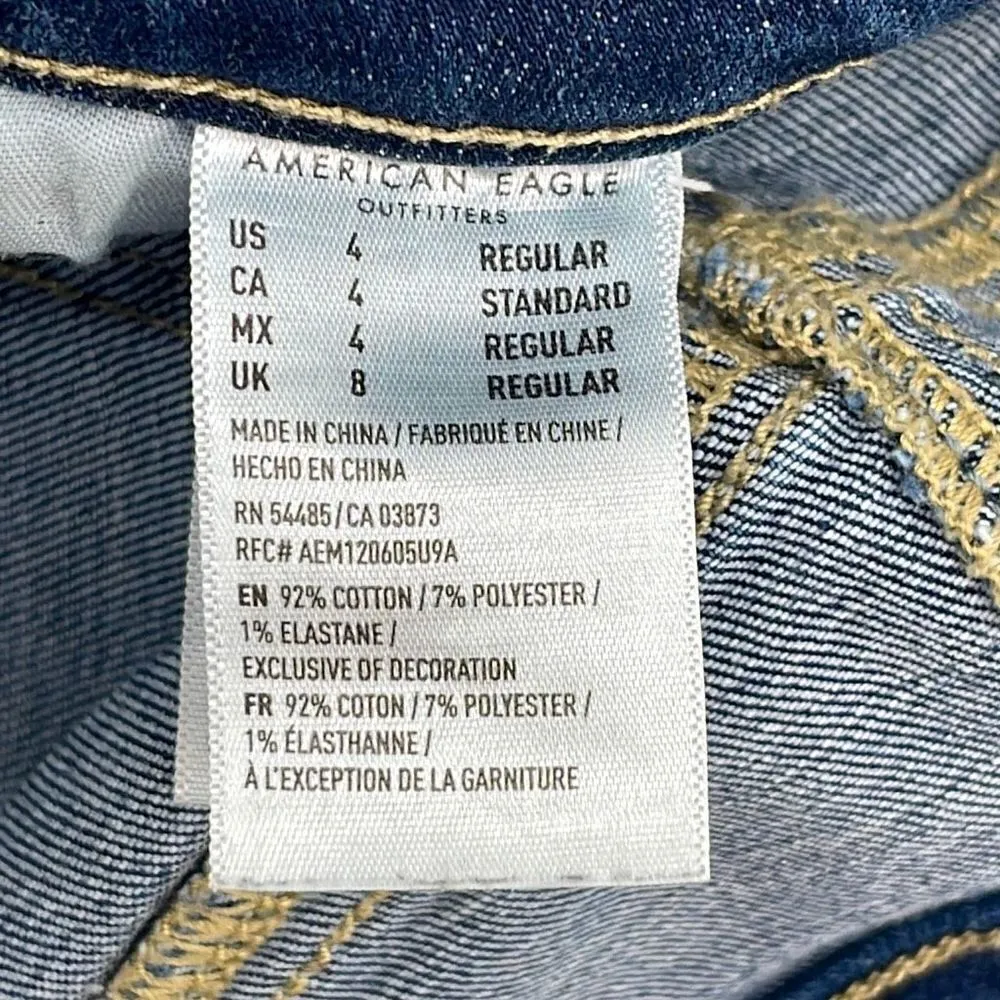 AMERICAN EAGLE
OUTFITTERS
US 4 REGULAR
CA 4 STANDARD
MX 4 REGULAR
UK 8 REGULAR
MADE IN CHINA / FABRIQUÉ EN CHINE /
HECHO EN CHINA
RN 54485 / CA 03873
RFC# AEM120605U9A
EN 92% COTTON / 7% POLYESTER /
1% ELASTANE /
EXCLUSIVE OF DECORATION
FR 92% COTON / 7% POLYESTER /
1% ÉLASTHANNE /
À L'EXCEPTION DE LA GARNITURE